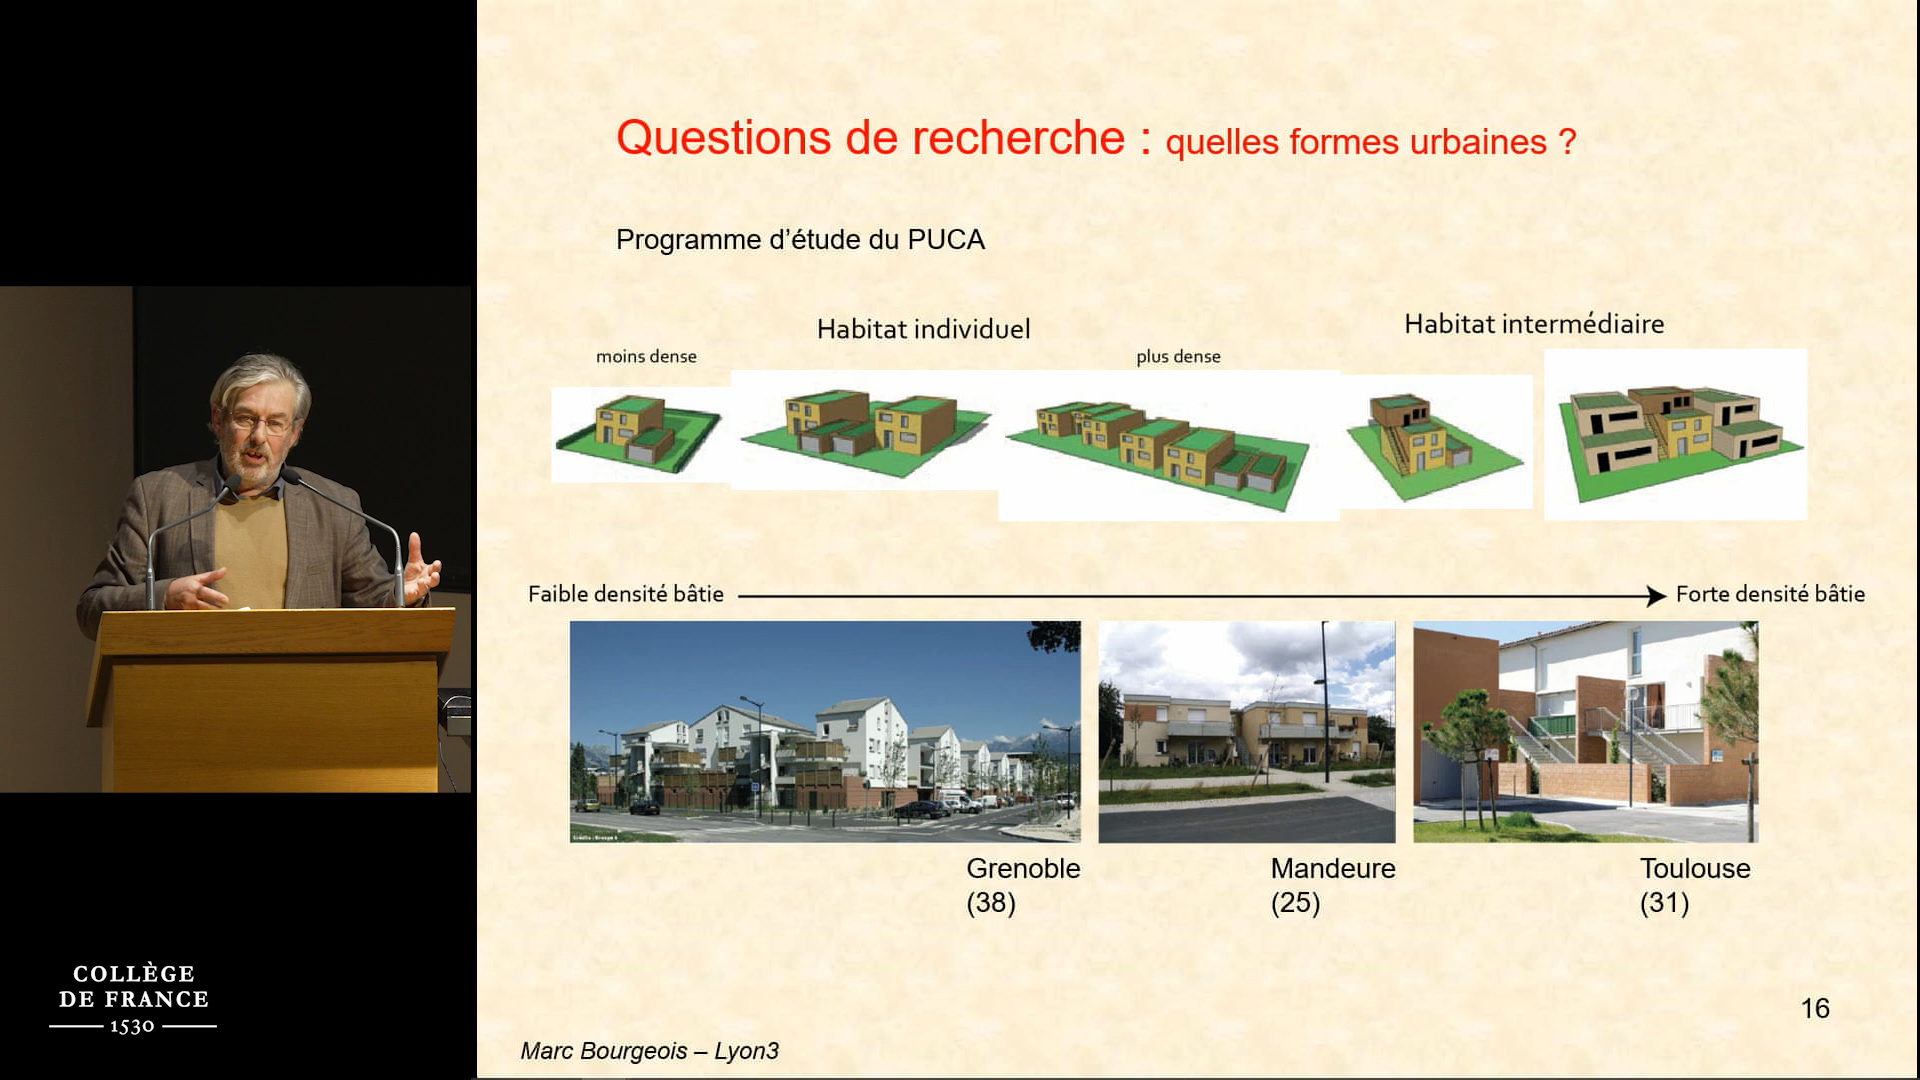 Questions de recherche : quelles formes urbaines ?
Programme d’étude du PUCA
Habitat individuel
Habitat intermédiaire
moins dense
plus dense
Faible densité bâtie
Forte densité bâtie
Grenoble
(38)
Mandeure
(25)
Toulouse
(31)
16
Marc Bourgeois – Lyon3
COLLÈGE
DE FRANCE
1530